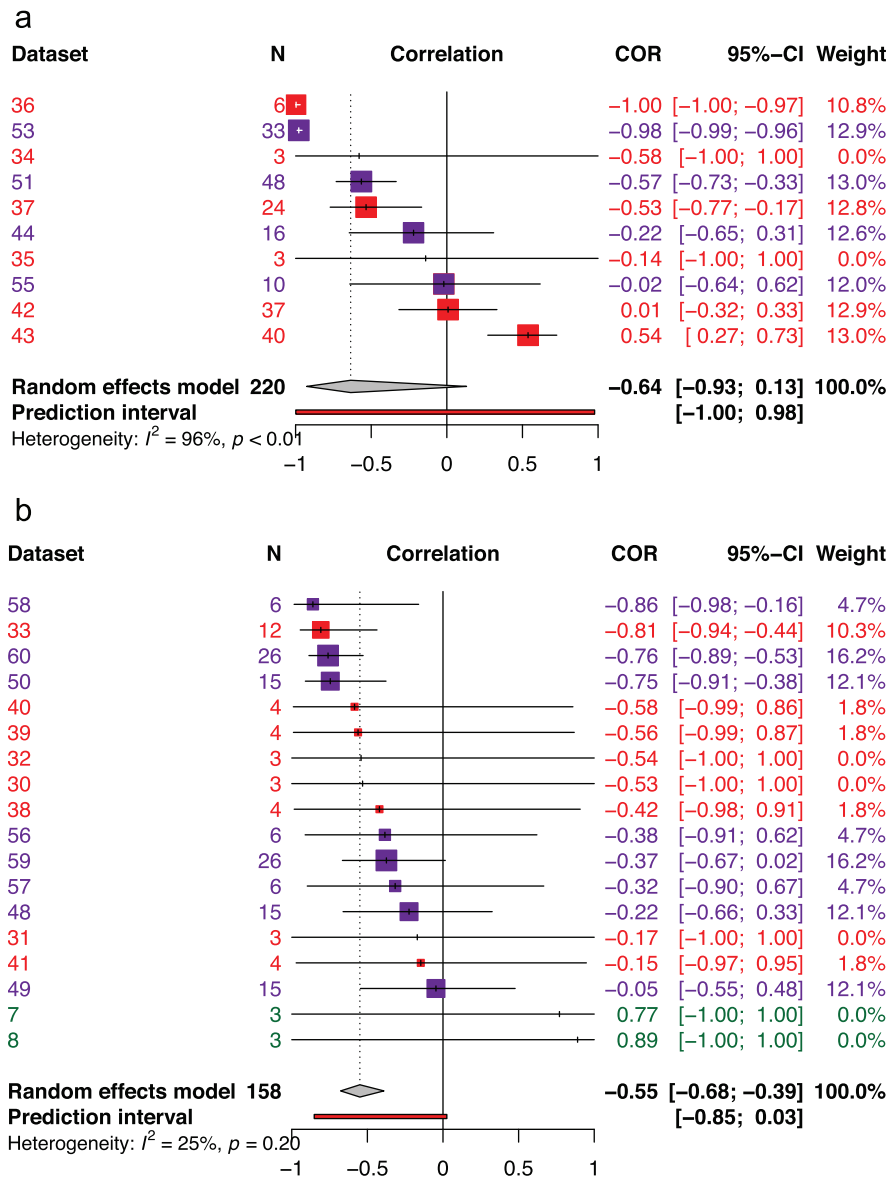 a
Dataset N Correlation COR 95%−CI Weight
36 6 −1.00 [−1.00; −0.97] 10.8%
53 33 −0.98 [−0.99; −0.96] 12.9%
34 3 −0.58 [−1.00; 1.00] 0.0%
51 48 −0.57 [−0.73; −0.33] 13.0%
37 24 −0.53 [−0.77; −0.17] 12.8%
44 16 −0.22 [−0.65; 0.31] 12.6%
35 3 −0.14 [−1.00; 1.00] 0.0%
55 10 −0.02 [−0.64; 0.62] 12.0%
42 37 0.01 [−0.32; 0.33] 12.9%
43 40 0.54 [ 0.27; 0.73] 13.0%
Random effects model 220 −0.64 [−0.93; 0.13] 100.0%
Prediction interval [−1.00; 0.98]
Heterogeneity: I² = 96%, p < 0.01
−1 −0.5 0 0.5 1
b
Dataset N Correlation COR 95%−CI Weight
58 6 −0.86 [−0.98; −0.16] 4.7%
33 12 −0.81 [−0.94; −0.44] 10.3%
60 26 −0.76 [−0.89; −0.53] 16.2%
50 15 −0.75 [−0.91; −0.38] 12.1%
40 4 −0.58 [−0.99; 0.86] 1.8%
39 4 −0.56 [−0.99; 0.87] 1.8%
32 3 −0.54 [−1.00; 1.00] 0.0%
30 3 −0.53 [−1.00; 1.00] 0.0%
38 4 −0.42 [−0.98; 0.91] 1.8%
56 6 −0.38 [−0.91; 0.62] 4.7%
59 26 −0.37 [−0.67; 0.02] 16.2%
57 6 −0.32 [−0.90; 0.67] 4.7%
48 15 −0.22 [−0.66; 0.33] 12.1%
31 3 −0.17 [−1.00; 1.00] 0.0%
41 4 −0.15 [−0.97; 0.95] 1.8%
49 15 −0.05 [−0.55; 0.48] 12.1%
7 3 0.77 [−1.00; 1.00] 0.0%
8 3 0.89 [−1.00; 1.00] 0.0%
Random effects model 158 −0.55 [−0.68; −0.39] 100.0%
Prediction interval [−0.85; 0.03]
Heterogeneity: I² = 25%, p = 0.20
−1 −0.5 0 0.5 1